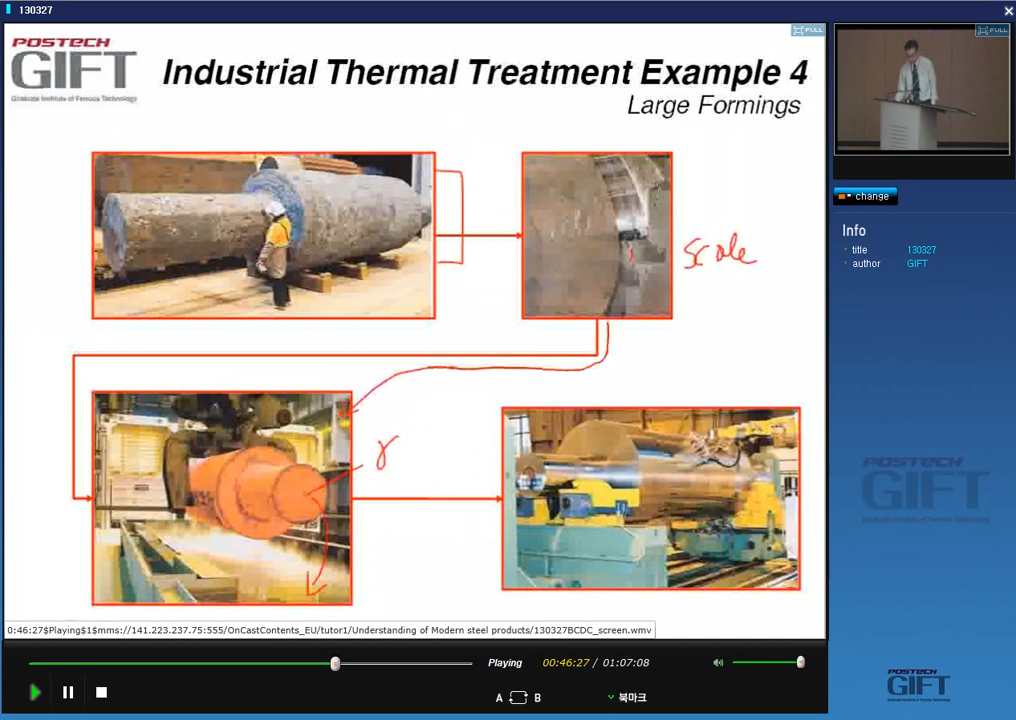 130327
FULL
FULL
POSTECH
GIFT
Graduate Institute of Ferrous Technology
Industrial Thermal Treatment Example 4
Large Formings
scale
γ
change
Info
title 130327
author GIFT
POSTECH
GIFT
Graduate Institute of Ferrous Technology
0:46:27$Playing$1$mms://141.223.237.75:555/OnCastContents_EU/tutor1/Understanding of Modern steel products/130327BCDC_screen.wmv
Playing 00:46:27 / 01:07:08
A B 북마크
POSTECH
GIFT